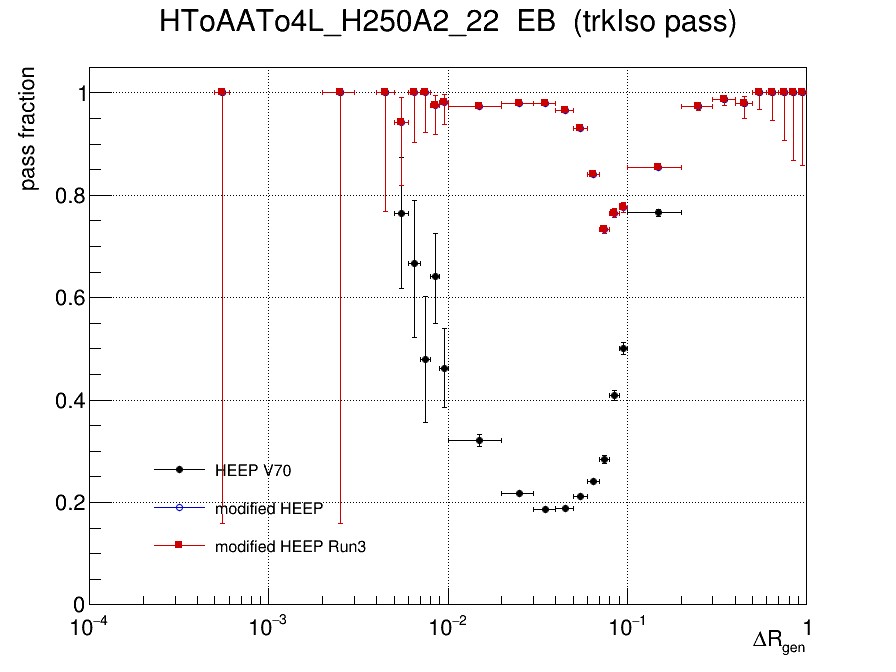 HToAATo4L_H250A2_22 EB (trkIso pass)
pass fraction
1
0.8
0.6
0.4
0.2
0
HEEP V70
modified HEEP
modified HEEP Run3
10⁻⁴ 10⁻³ 10⁻² 10⁻¹ 1
ΔR_gen